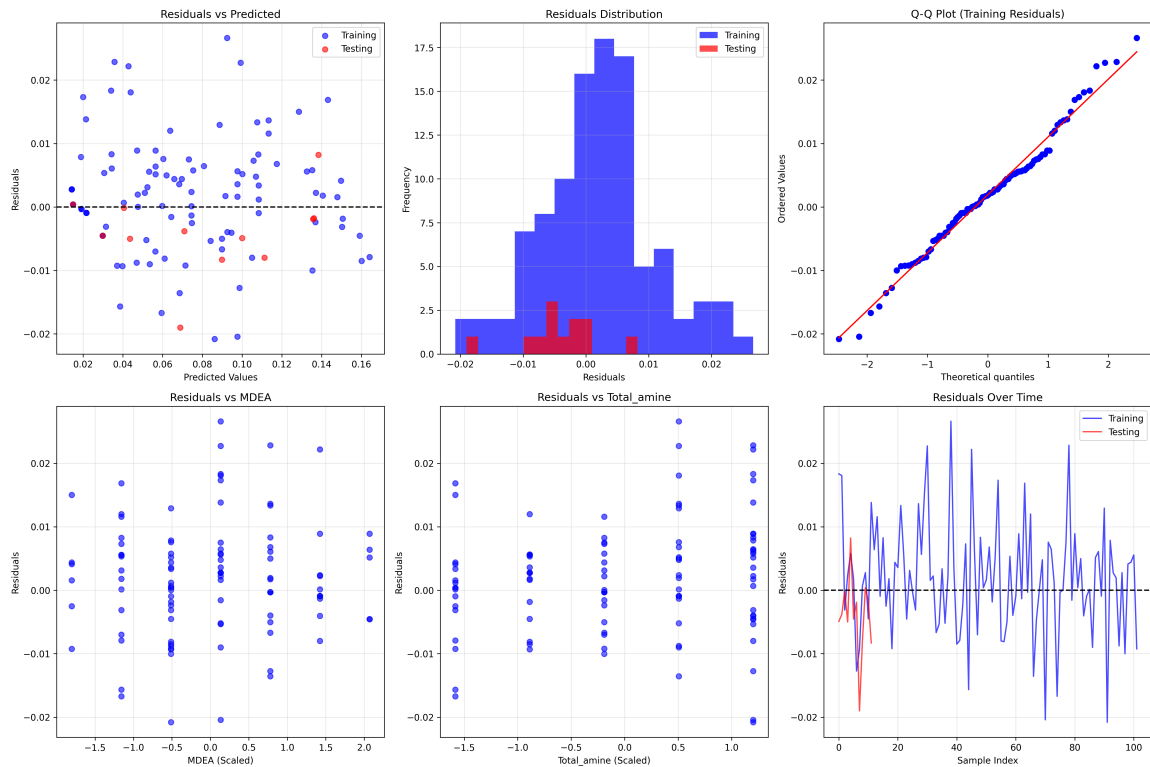 Residuals vs Predicted
Residuals
0.02
0.01
0.00
−0.01
−0.02
0.02
0.04
0.06
0.08
0.10
0.12
0.14
0.16
Predicted Values
Training
Testing
Residuals Distribution
Frequency
17.5
15.0
12.5
10.0
7.5
5.0
2.5
0.0
−0.02
−0.01
0.00
0.01
0.02
Residuals
Training
Testing
Q-Q Plot (Training Residuals)
Ordered Values
0.02
0.01
0.00
−0.01
−0.02
−2
−1
0
1
2
Theoretical quantiles
Residuals vs MDEA
Residuals
0.02
0.01
0.00
−0.01
−0.02
−1.5
−1.0
−0.5
0.0
0.5
1.0
1.5
2.0
MDEA (Scaled)
Residuals vs Total_amine
Residuals
0.02
0.01
0.00
−0.01
−0.02
−1.5
−1.0
−0.5
0.0
0.5
1.0
Total_amine (Scaled)
Residuals Over Time
Residuals
0.02
0.01
0.00
−0.01
−0.02
0
20
40
60
80
100
Sample Index
Training
Testing